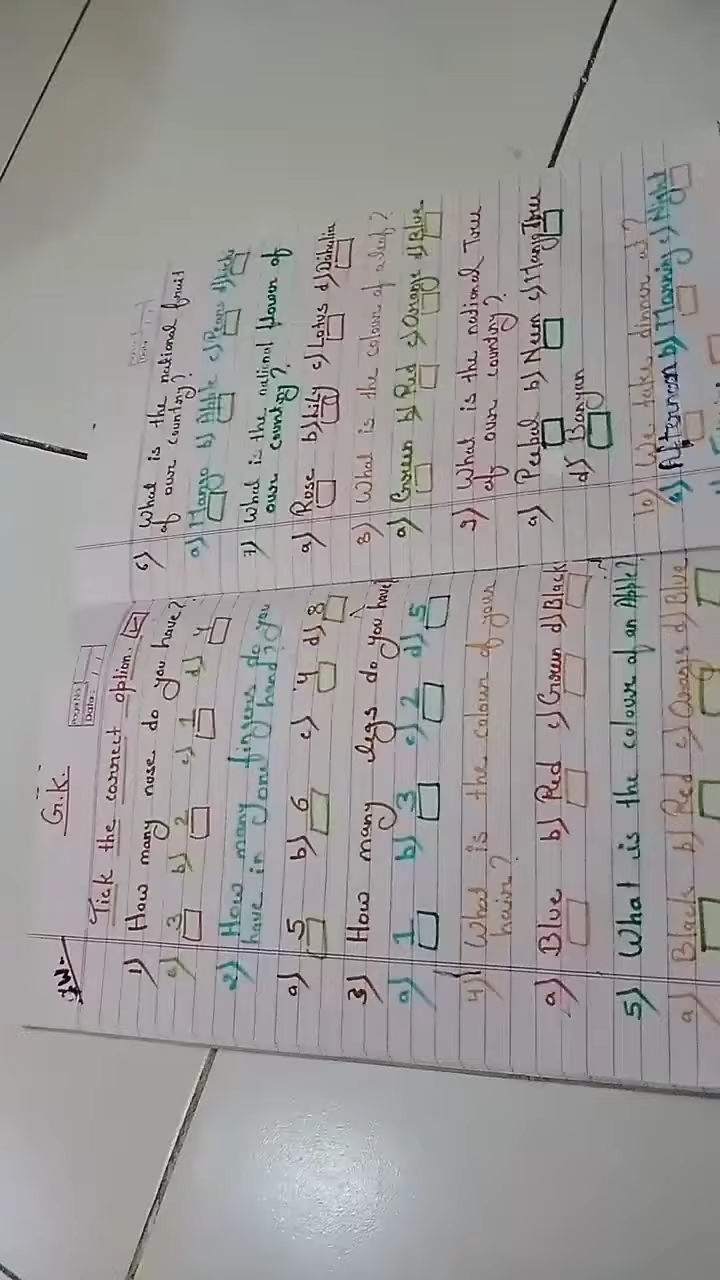 G.K.
H.W.
Page No.
Date: / /
Tick the correct option. ☑
1) How many nose do you have?
a) 3 b) 2 c) 1 d) 4
2) How many fingers do you
have in one hand?
a) 5 b) 6 c) 4 d) 8
3) How many legs do you have?
a) 1 b) 3 c) 2 d) 5
4) What is the colour of your
hair?
a) Blue b) Red c) Green d) Black
5) What is the colour of an Apple?
a) Black b) Red c) d) Blue
6) What is the national fruit
of our country?
a) Mango b) Apple c) Pears d)
7) What is the national flower of
our country?
a) Rose b) Lily c) Lotus d) Dahulia
8) What is the colour of a leaf?
a) Green b) Red c) Orange d) Blue
9) What is the national Tree
of our country?
a) Peepal b) Neem c) Mango Tree
d) Banyan
10) We take dinner at?
a) Afternoon b) Morning c) Night